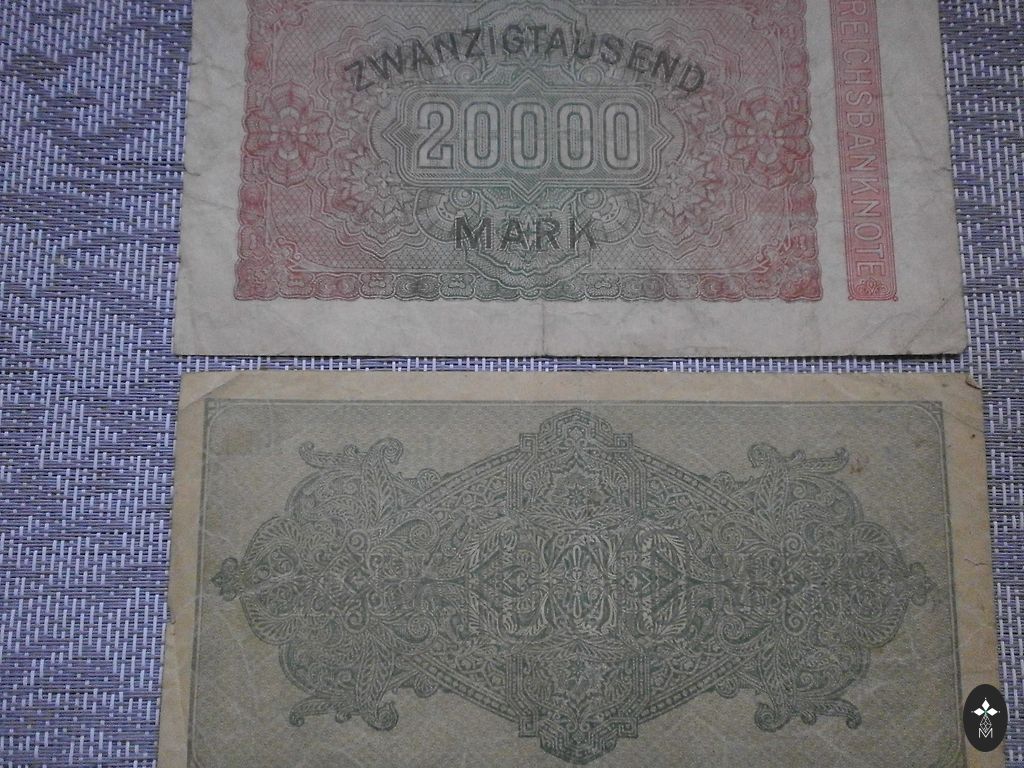 ZWANZIGTAUSEND
20000
MARK
REICHSBANKNOTE
M